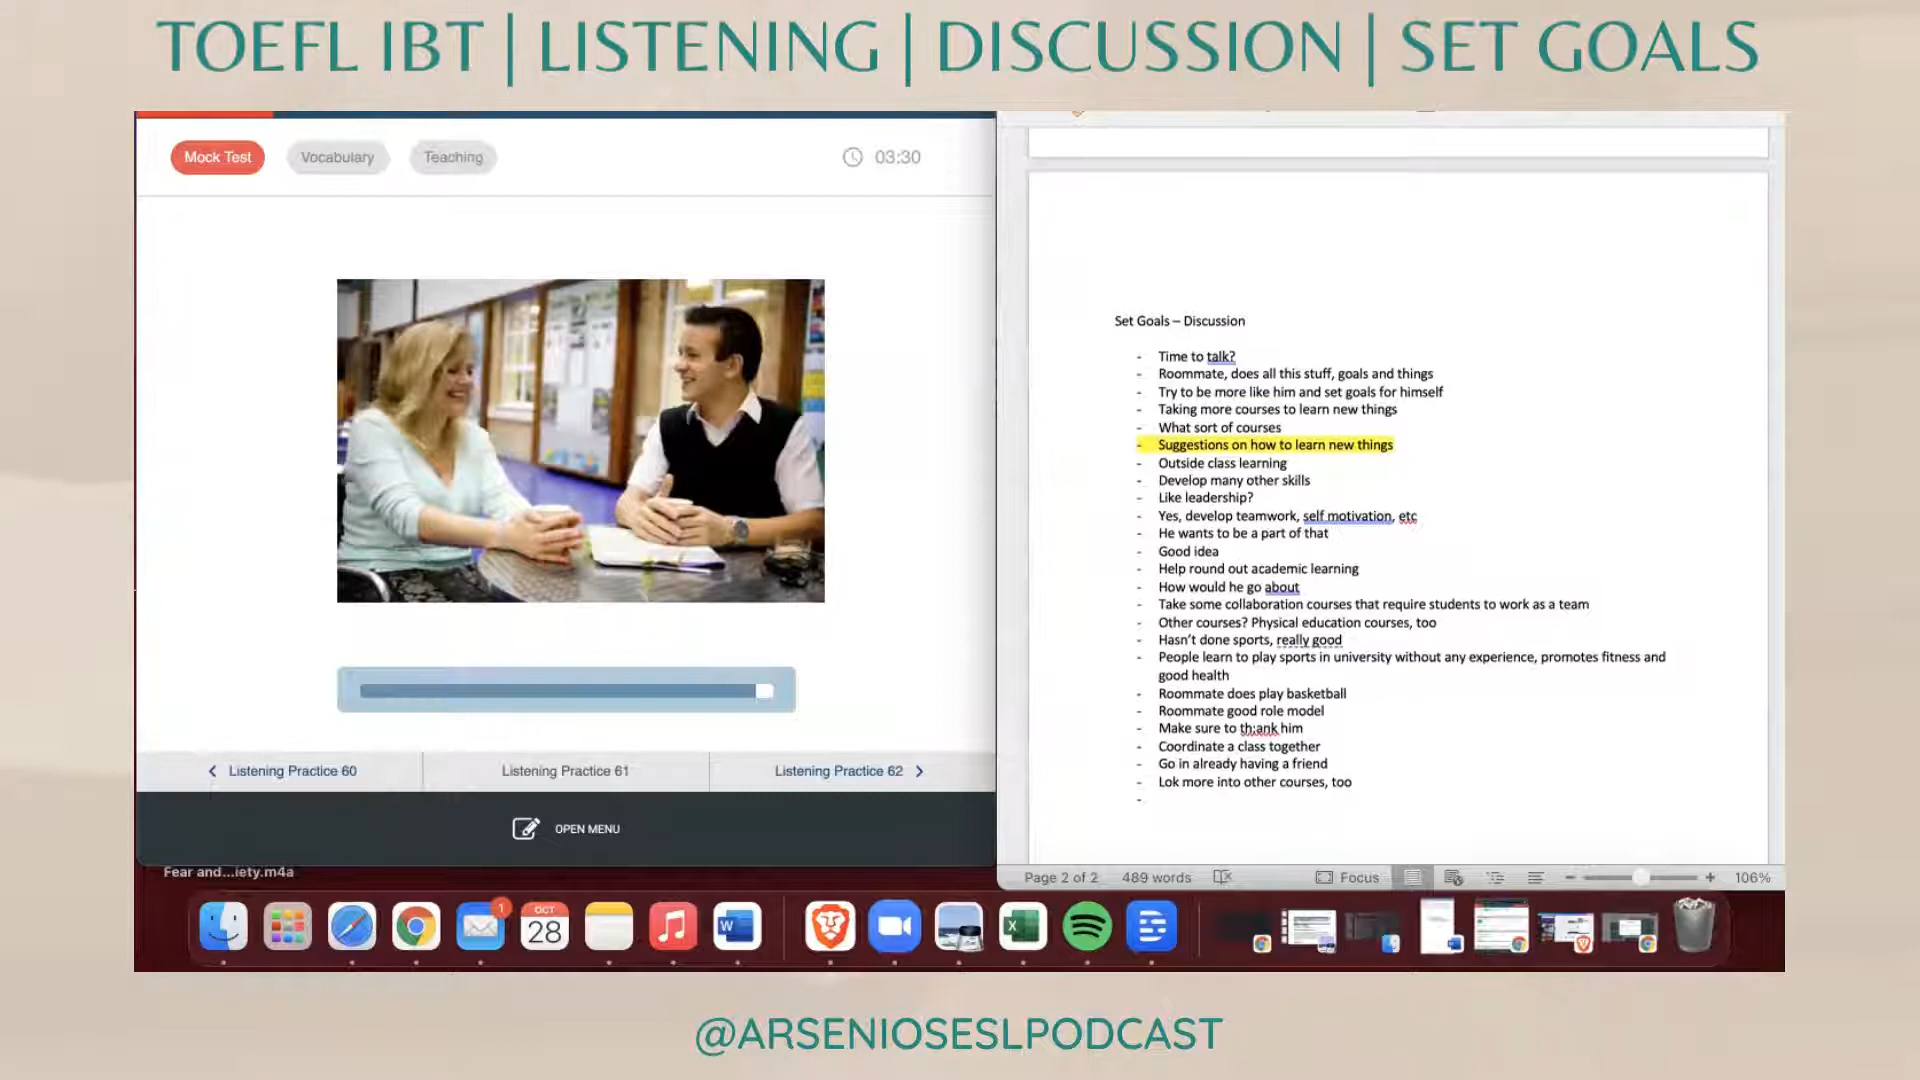 TOEFL IBT | LISTENING | DISCUSSION | SET GOALS
Mock Test
Vocabulary
Teaching
03:30
Listening Practice 60
Listening Practice 61
Listening Practice 62
OPEN MENU
Fear and...iety.m4a
Set Goals – Discussion
- Time to talk?
- Roommate, does all this stuff, goals and things
- Try to be more like him and set goals for himself
- Taking more courses to learn new things
- What sort of courses
- Suggestions on how to learn new things
- Outside class learning
- Develop many other skills
- Like leadership?
- Yes, develop teamwork, self motivation, etc
- He wants to be a part of that
- Good idea
- Help round out academic learning
- How would he go about
- Take some collaboration courses that require students to work as a team
- Other courses? Physical education courses, too
- Hasn't done sports, really good
- People learn to play sports in university without any experience, promotes fitness and
good health
- Roommate does play basketball
- Roommate good role model
- Make sure to th;ank him
- Coordinate a class together
- Go in already having a friend
- Lok more into other courses, too
-
Page 2 of 2
489 words
Focus
106%
1
OCT
28
W
X
W
@ARSENIOSESLPODCAST